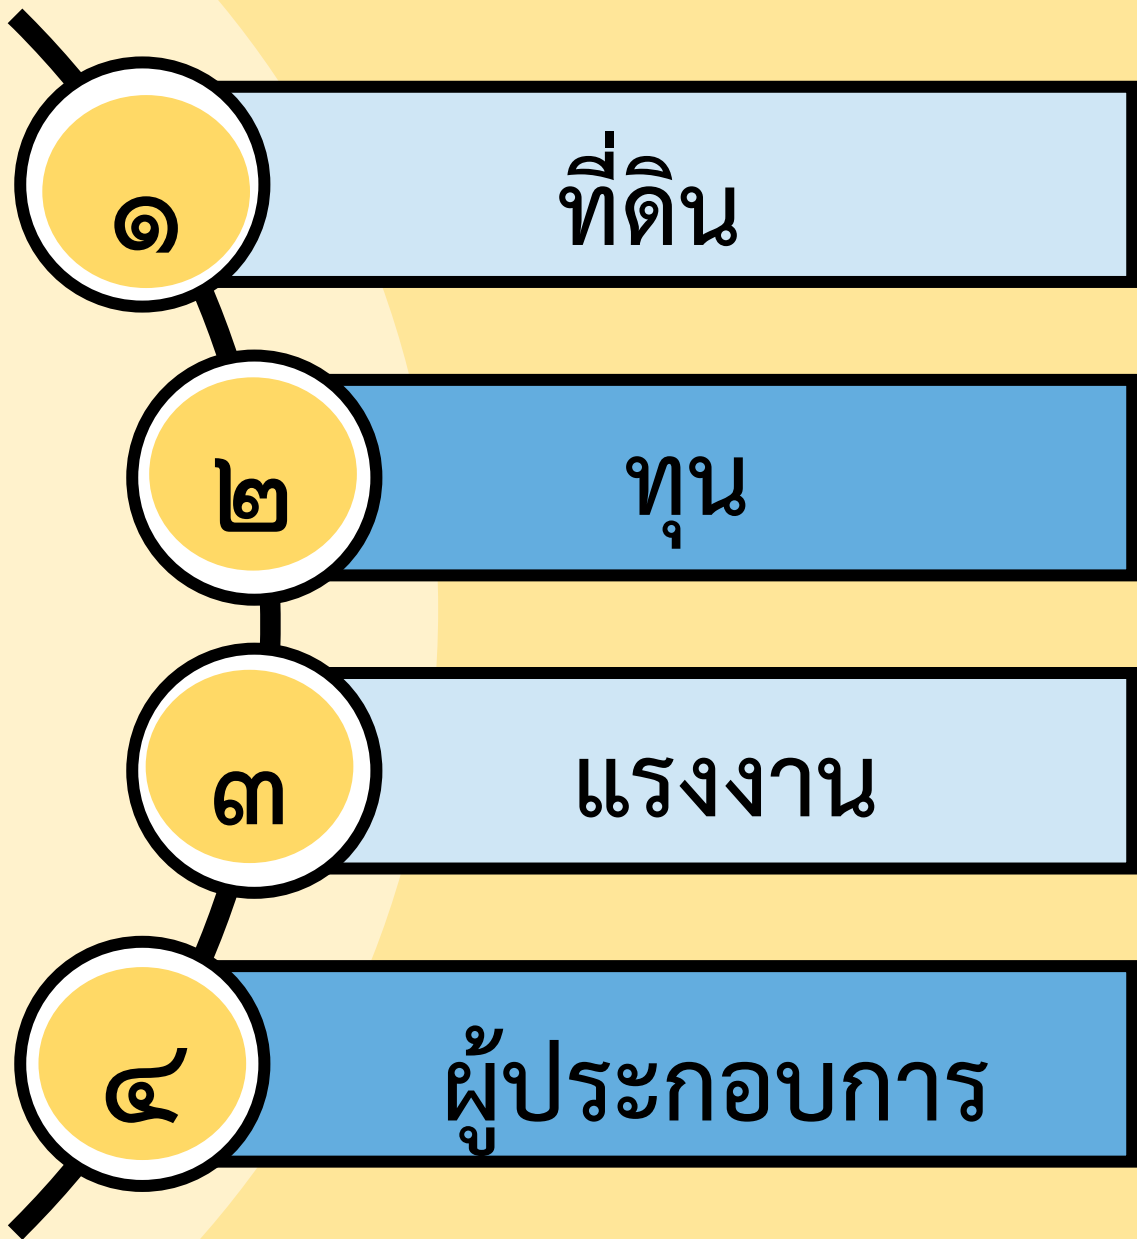 ๑
ที่ดิน
๒
ทุน
๓
แรงงาน
๔
ผู้ประกอบการ